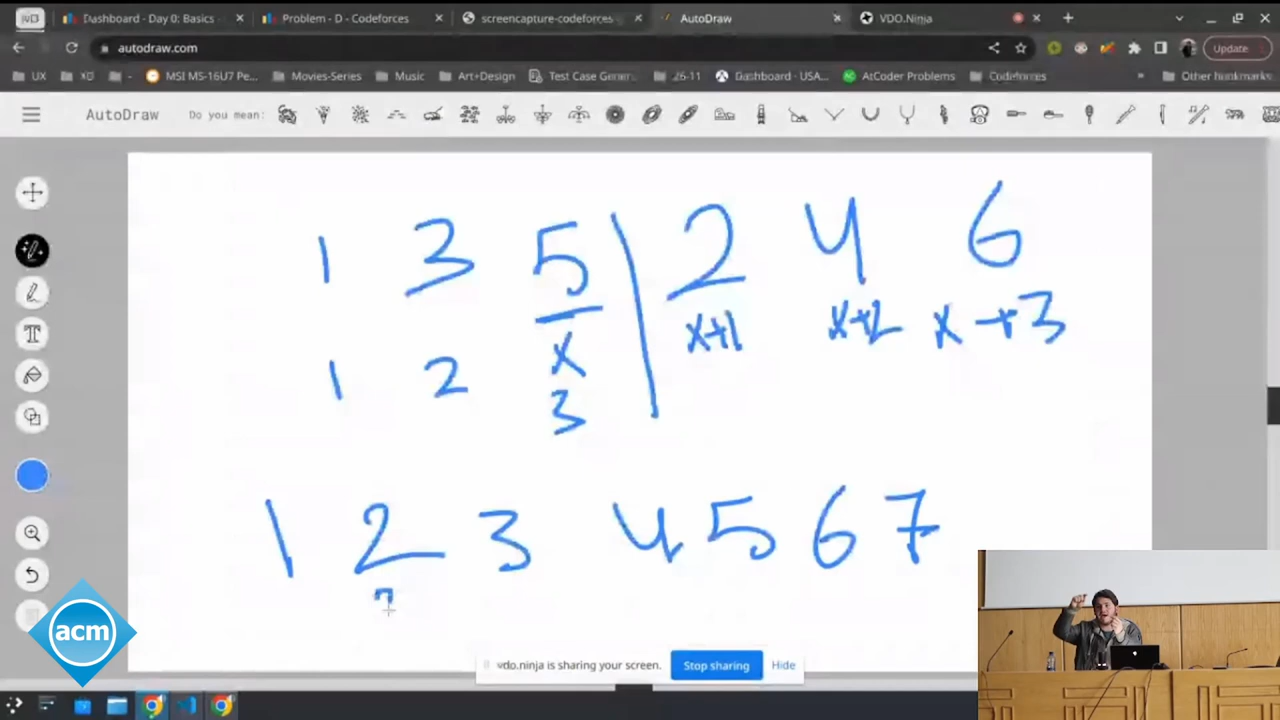 Dashboard - Day 0: Basics - Problem - D - Codeforces screencapture-codeforces AutoDraw VDO.Ninja
autodraw.com Update
UX XD MSI MS-16U7 Pe... Movies-Series Music Art+Design Test Case Gener... 26-11 Dashboard - USA... AtCoder Problems Codeforces Other bookmarks
AutoDraw Do you mean:
1 3 5 2 4 6
x x+1 x+2 x+3
1 2 3
1 2 3 4 5 6 7
acm
vdo.ninja is sharing your screen. Stop sharing Hide